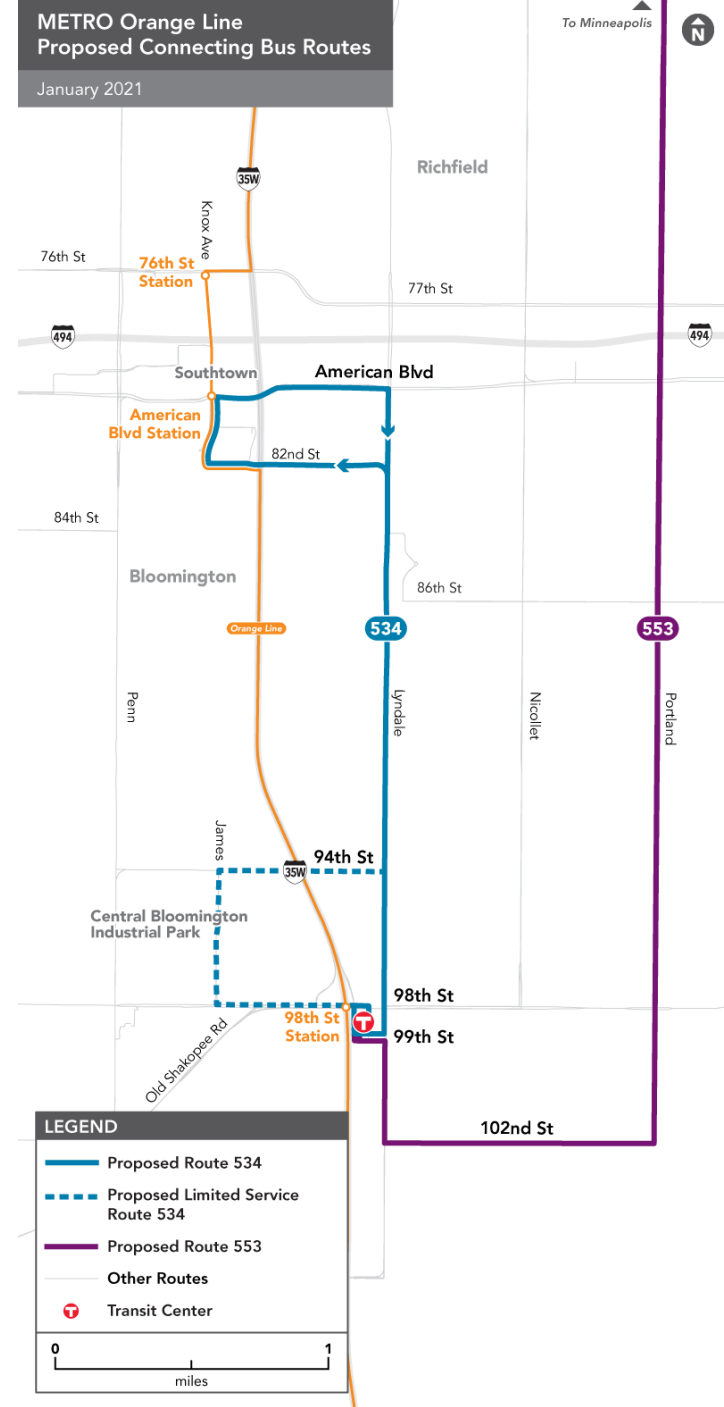 METRO Orange Line
Proposed Connecting Bus Routes
January 2021
To Minneapolis
N
Richfield
35W
Knox Ave
76th St
76th St
Station
77th St
494
494
Southtown
American Blvd
American
Blvd Station
82nd St
84th St
Bloomington
86th St
Orange Line
534
553
Penn
Lyndale
Nicollet
Portland
James
94th St
35W
Central Bloomington
Industrial Park
98th St
98th St
Station
T
99th St
Old Shakopee Rd
102nd St
LEGEND
Proposed Route 534
Proposed Limited Service
Route 534
Proposed Route 553
Other Routes
T
Transit Center
0
1
miles